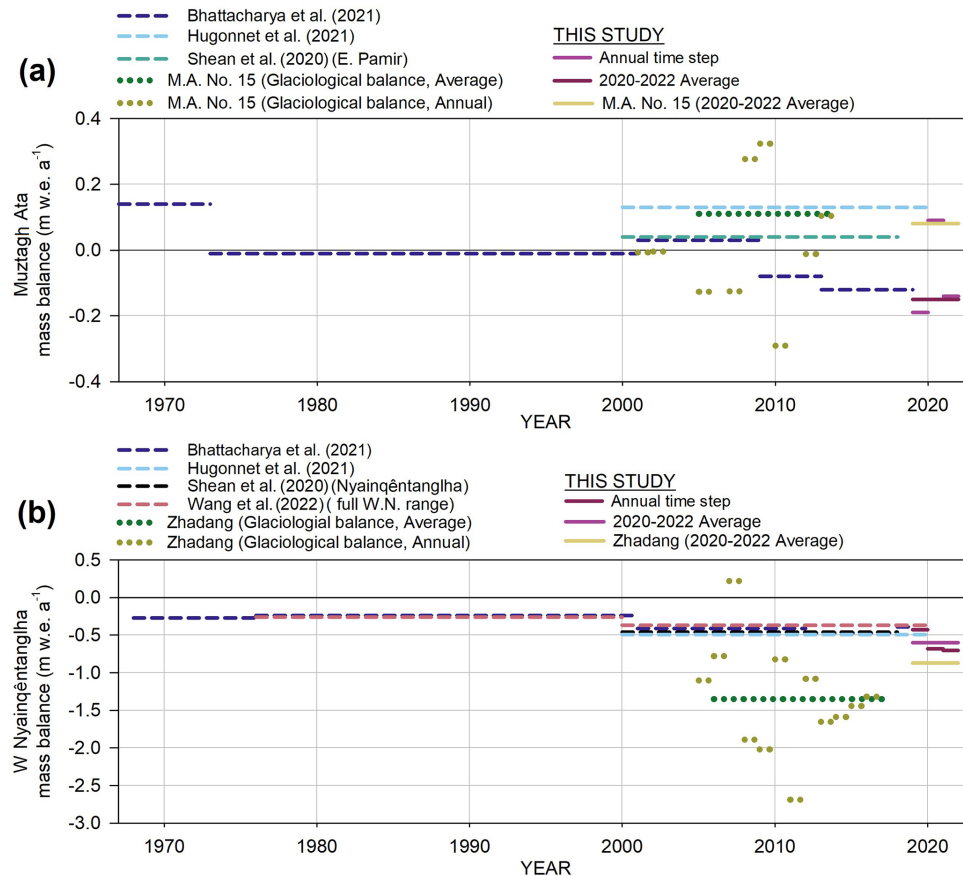 (a)
Bhattacharya et al. (2021)
Hugonnet et al. (2021)
Shean et al. (2020) (E. Pamir)
M.A. No. 15 (Glaciological balance, Average)
M.A. No. 15 (Glaciological balance, Annual)
THIS STUDY
Annual time step
2020-2022 Average
M.A. No. 15 (2020-2022 Average)
Muztagh Ata
mass balance (m w.e. a-1)
0.4
0.2
0.0
-0.2
-0.4
1970 1980 1990 2000 2010 2020
YEAR
(b)
Bhattacharya et al. (2021)
Hugonnet et al. (2021)
Shean et al. (2020) (Nyainqêntanglha)
Wang et al. (2022) ( full W.N. range)
Zhadang (Glaciologial balance, Average)
Zhadang (Glaciological balance, Annual)
THIS STUDY
Annual time step
2020-2022 Average
Zhadang (2020-2022 Average)
W Nyainqêntanglha
mass balance (m w.e. a-1)
0.5
0.0
-0.5
-1.0
-1.5
-2.0
-2.5
-3.0
1970 1980 1990 2000 2010 2020
YEAR